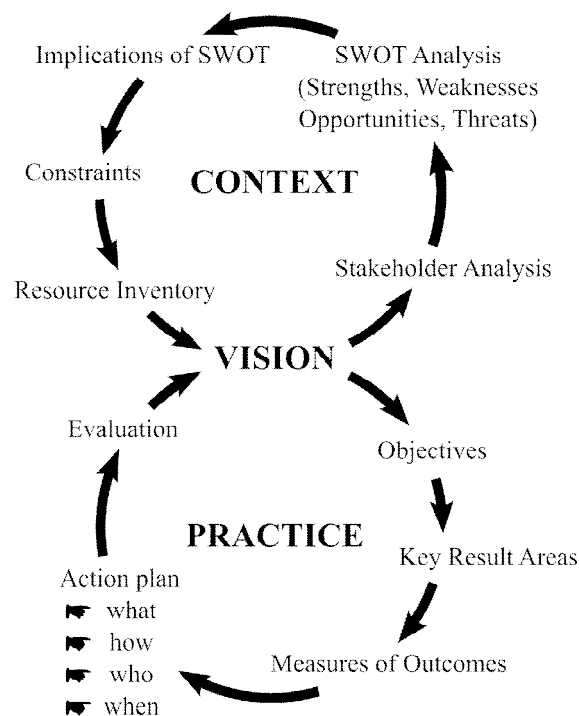 Implications of SWOT
SWOT Analysis
(Strengths, Weaknesses
Opportunities, Threats)
Constraints
CONTEXT
Stakeholder Analysis
Resource Inventory
VISION
Evaluation
Objectives
PRACTICE
Key Result Areas
Action plan
what
how
who
when
Measures of Outcomes